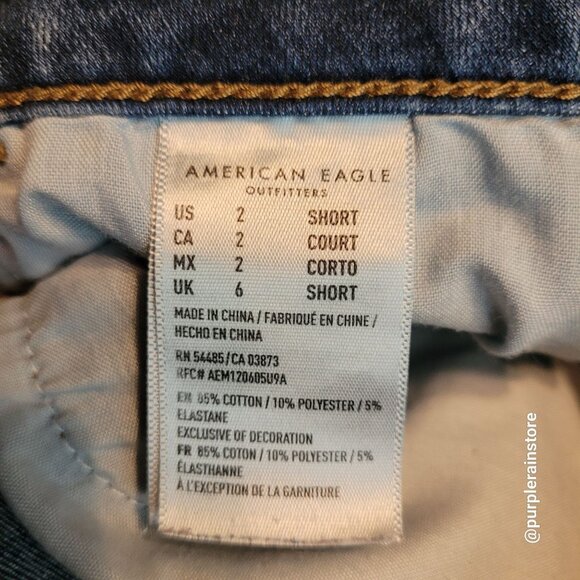 AMERICAN EAGLE
OUTFITTERS
US 2 SHORT
CA 2 COURT
MX 2 CORTO
UK 6 SHORT
MADE IN CHINA / FABRIQUÉ EN CHINE /
HECHO EN CHINA
RN 54485/CA 03873
RFC# AEM120605U9A
EN 85% COTTON / 10% POLYESTER / 5%
ELASTANE
EXCLUSIVE OF DECORATION
FR 85% COTON / 10% POLYESTER / 5%
ÉLASTHANNE
À L'EXCEPTION DE LA GARNITURE
@purplerainstore